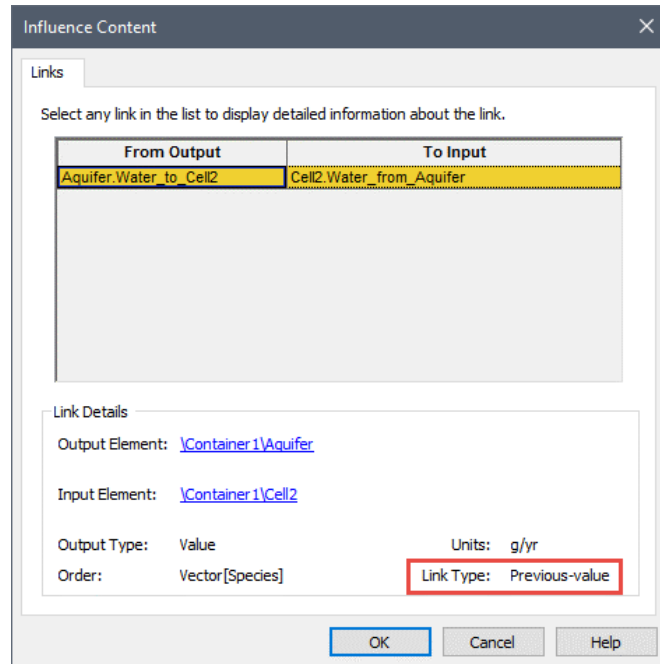 Influence Content
Links
Select any link in the list to display detailed information about the link.
From Output To Input
Aquifer.Water_to_Cell2 Cell2.Water_from_Aquifer
Link Details
Output Element: \Container1\Aquifer
Input Element: \Container1\Cell2
Output Type: Value Units: g/yr
Order: Vector[Species] Link Type: Previous-value
OK Cancel Help